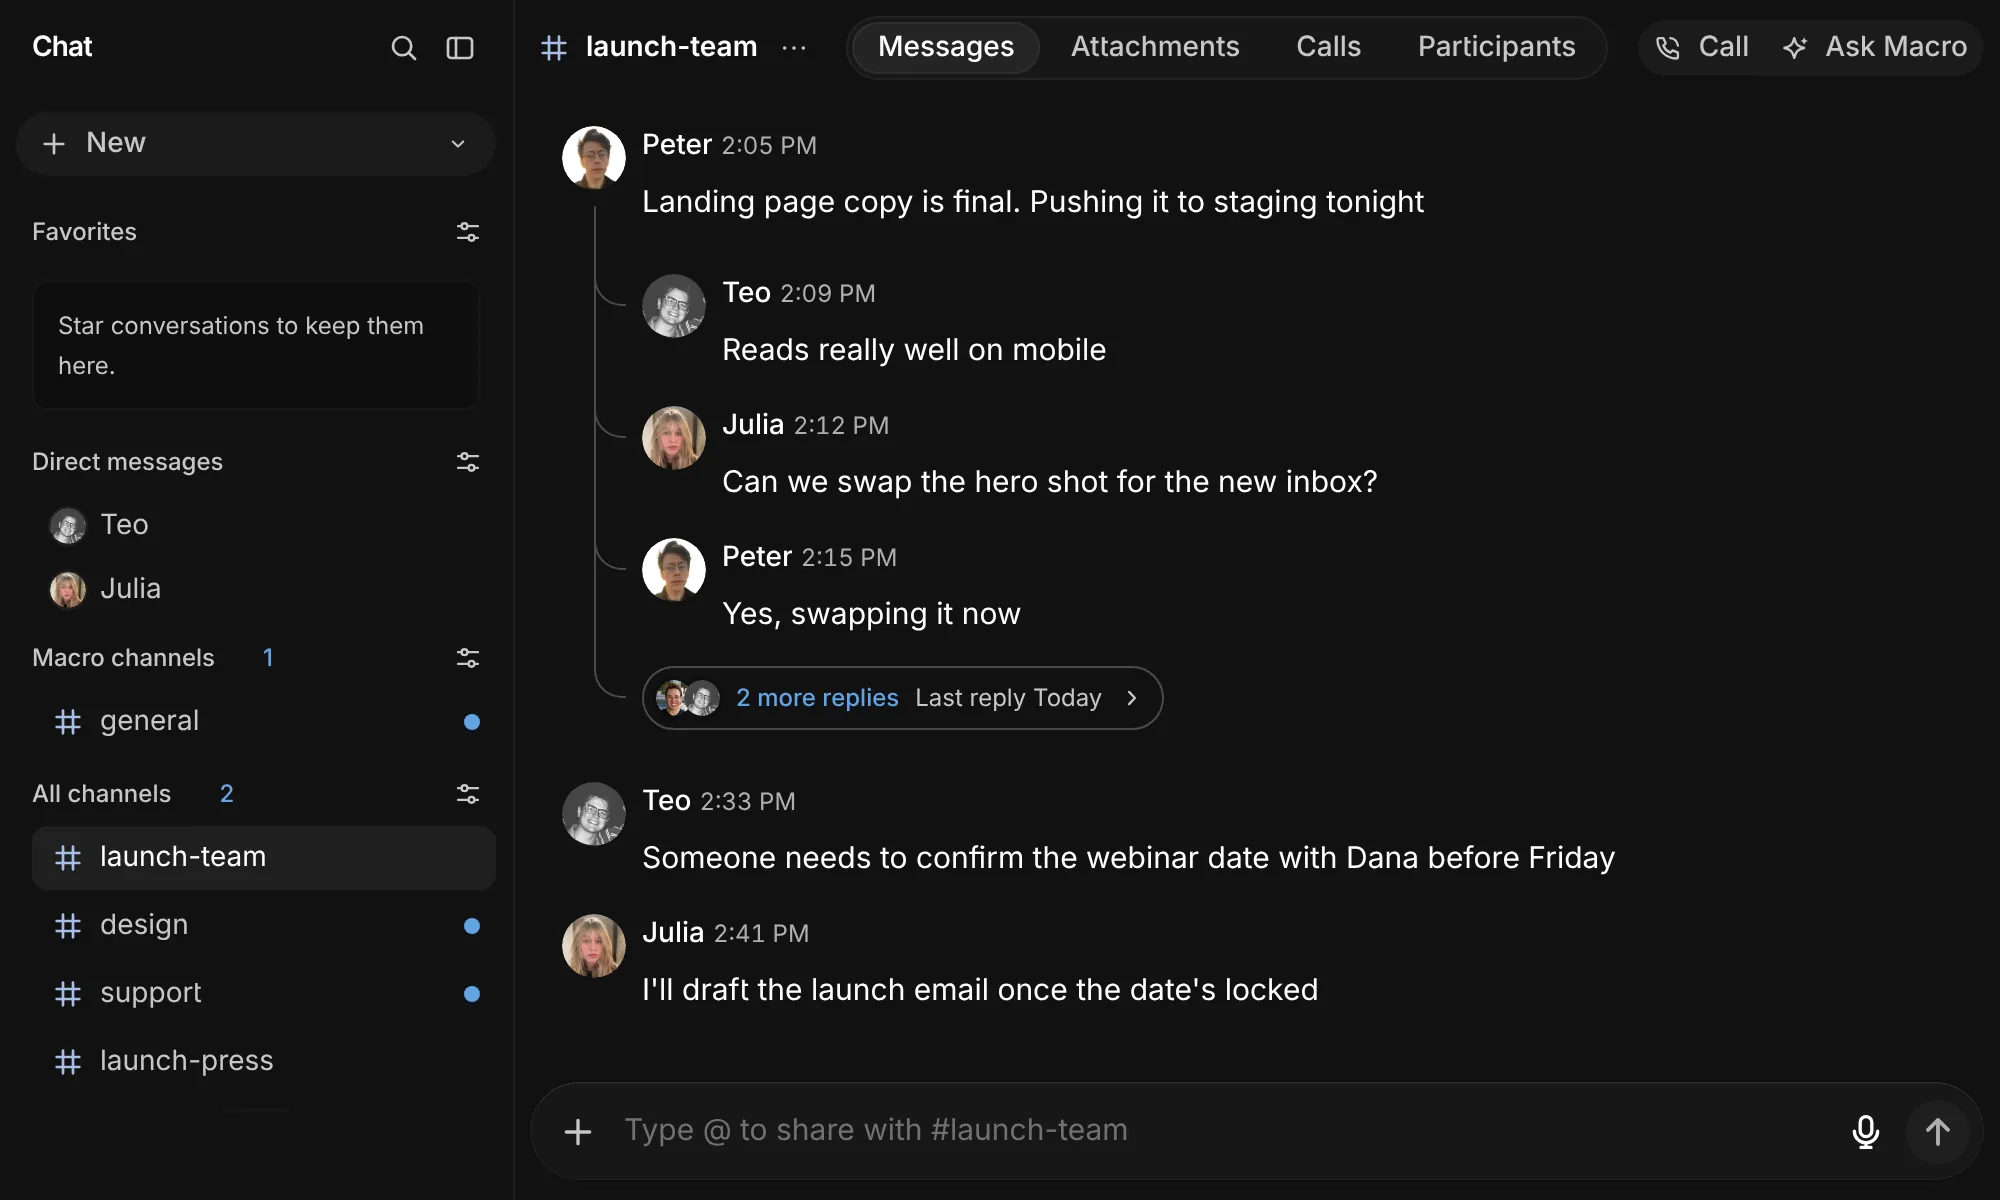 Chat
New
Favorites
Star conversations to keep them
here.
Direct messages
Teo
Julia
Macro channels 1
general
All channels 2
launch-team
design
support
launch-press
launch-team ···
Messages
Attachments
Calls
Participants
Call
Ask Macro
Peter 2:05 PM
Landing page copy is final. Pushing it to staging tonight
Teo 2:09 PM
Reads really well on mobile
Julia 2:12 PM
Can we swap the hero shot for the new inbox?
Peter 2:15 PM
Yes, swapping it now
2 more replies Last reply Today
Teo 2:33 PM
Someone needs to confirm the webinar date with Dana before Friday
Julia 2:41 PM
I'll draft the launch email once the date's locked
Type @ to share with #launch-team